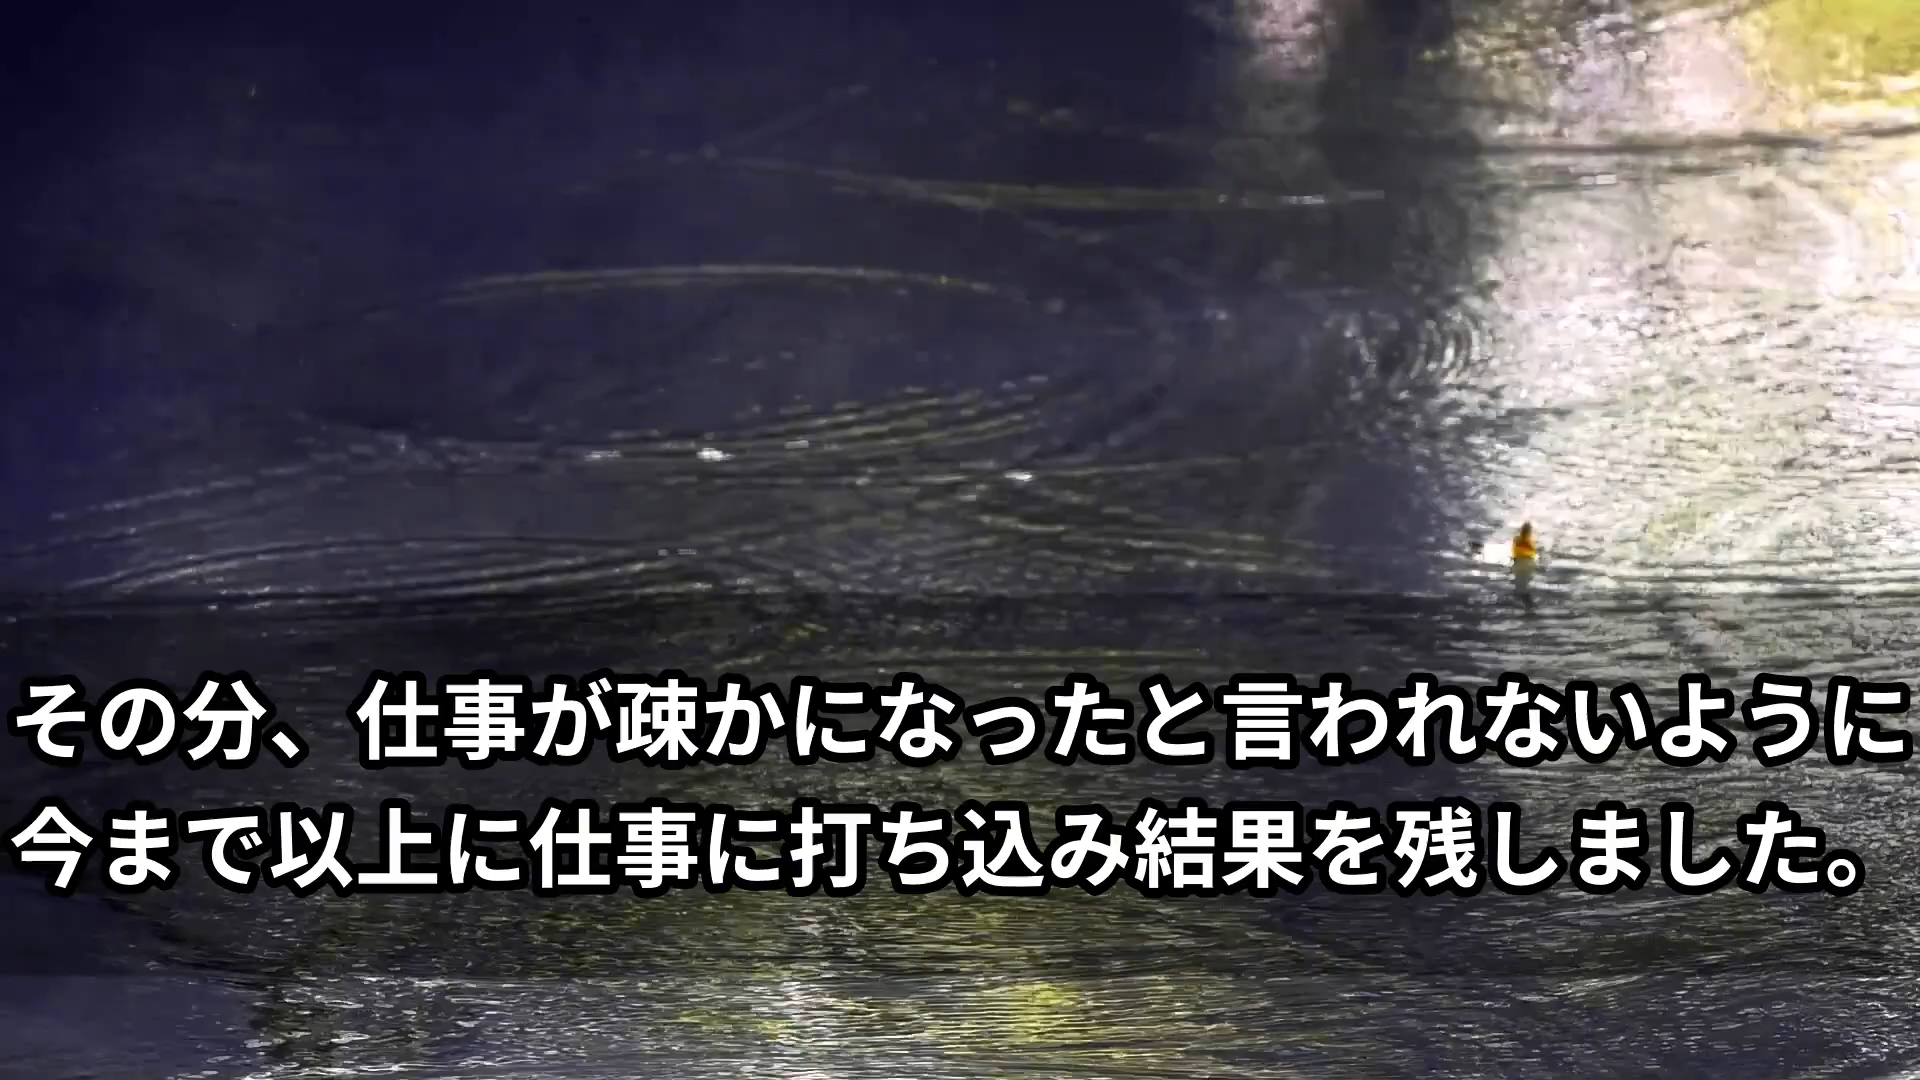 その分、仕事が疎かになったと言われないように
今まで以上に仕事に打ち込み結果を残しました。